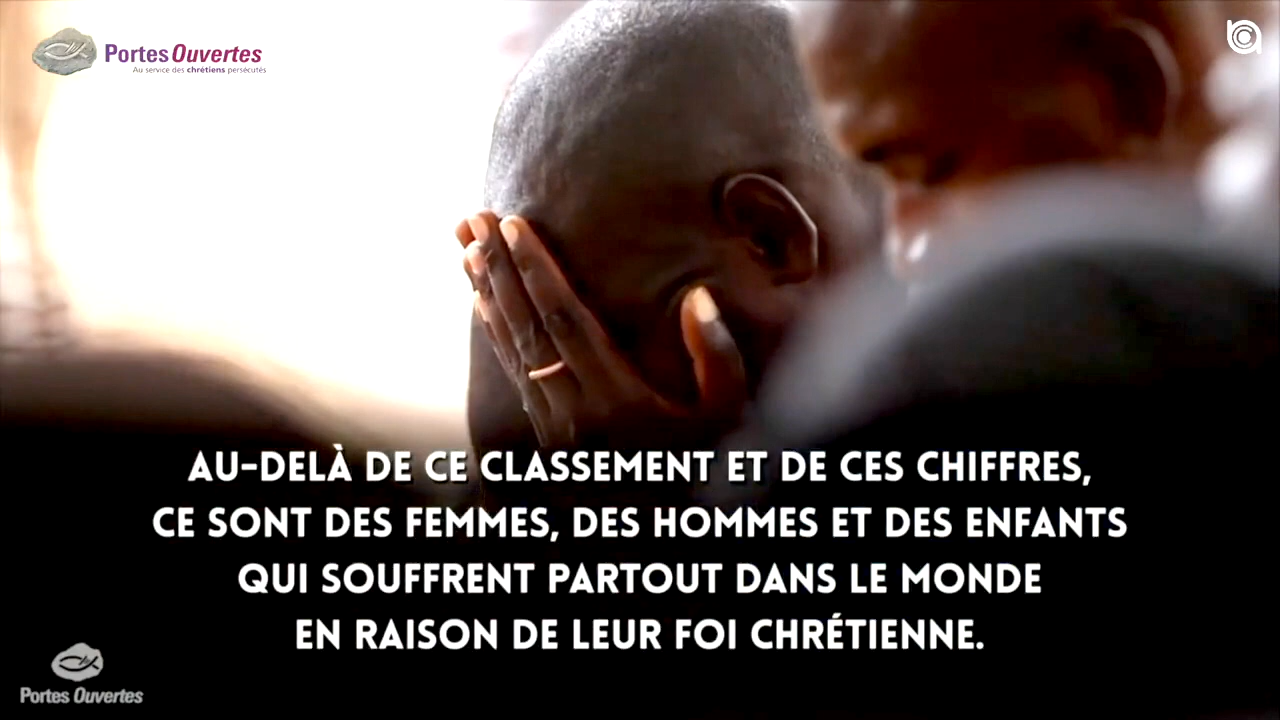 Portes Ouvertes
Au service des chrétiens persécutés
AU-DELÀ DE CE CLASSEMENT ET DE CES CHIFFRES,
CE SONT DES FEMMES, DES HOMMES ET DES ENFANTS
QUI SOUFFRENT PARTOUT DANS LE MONDE
EN RAISON DE LEUR FOI CHRÉTIENNE.
Portes Ouvertes